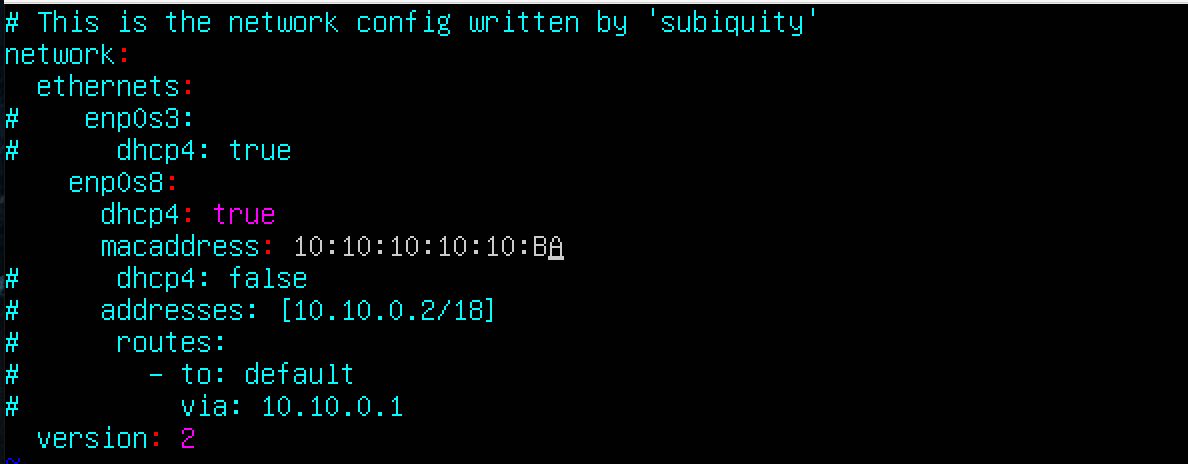 # This is the network config written by 'subiquity'
network:
  ethernets:
#    enp0s3:
#      dhcp4: true
    enp0s8:
      dhcp4: true
      macaddress: 10:10:10:10:10:BA
#      dhcp4: false
#     addresses: [10.10.0.2/18]
#      routes:
#        - to: default
#          via: 10.10.0.1
  version: 2
~